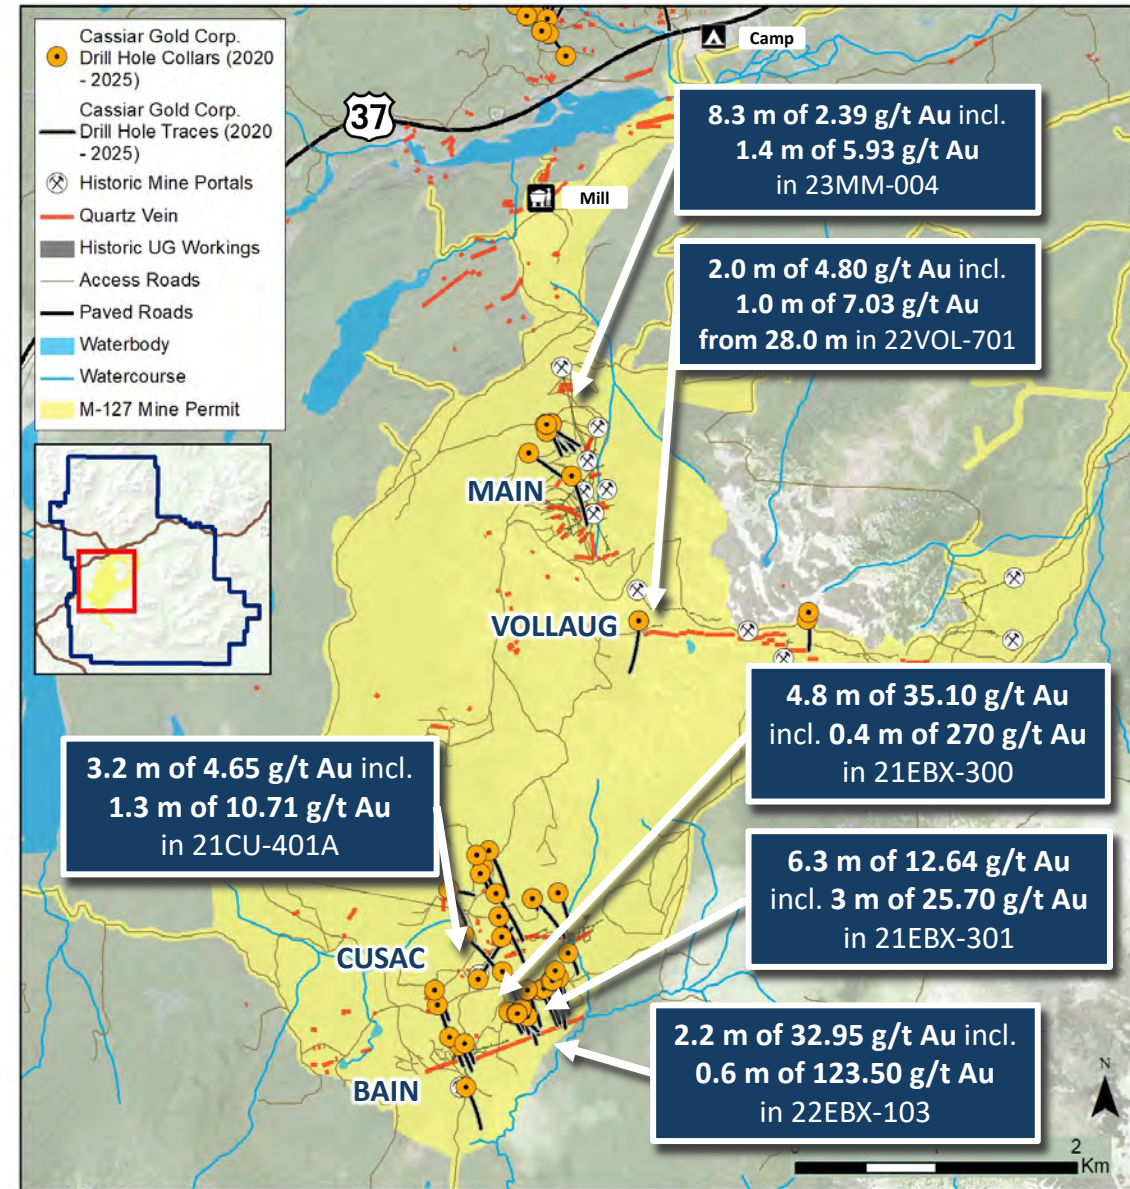 Cassiar Gold Corp.
Drill Hole Collars (2020
- 2025)
Cassiar Gold Corp.
Drill Hole Traces (2020
- 2025)
Historic Mine Portals
Quartz Vein
Historic UG Workings
Access Roads
Paved Roads
Waterbody
Watercourse
M-127 Mine Permit
Camp
37
8.3 m of 2.39 g/t Au incl.
1.4 m of 5.93 g/t Au
in 23MM-004
Mill
2.0 m of 4.80 g/t Au incl.
1.0 m of 7.03 g/t Au
from 28.0 m in 22VOL-701
MAIN
VOLLAUG
4.8 m of 35.10 g/t Au
incl. 0.4 m of 270 g/t Au
in 21EBX-300
3.2 m of 4.65 g/t Au incl.
1.3 m of 10.71 g/t Au
in 21CU-401A
6.3 m of 12.64 g/t Au
incl. 3 m of 25.70 g/t Au
in 21EBX-301
CUSAC
2.2 m of 32.95 g/t Au incl.
0.6 m of 123.50 g/t Au
in 22EBX-103
BAIN
N
0 2
Km